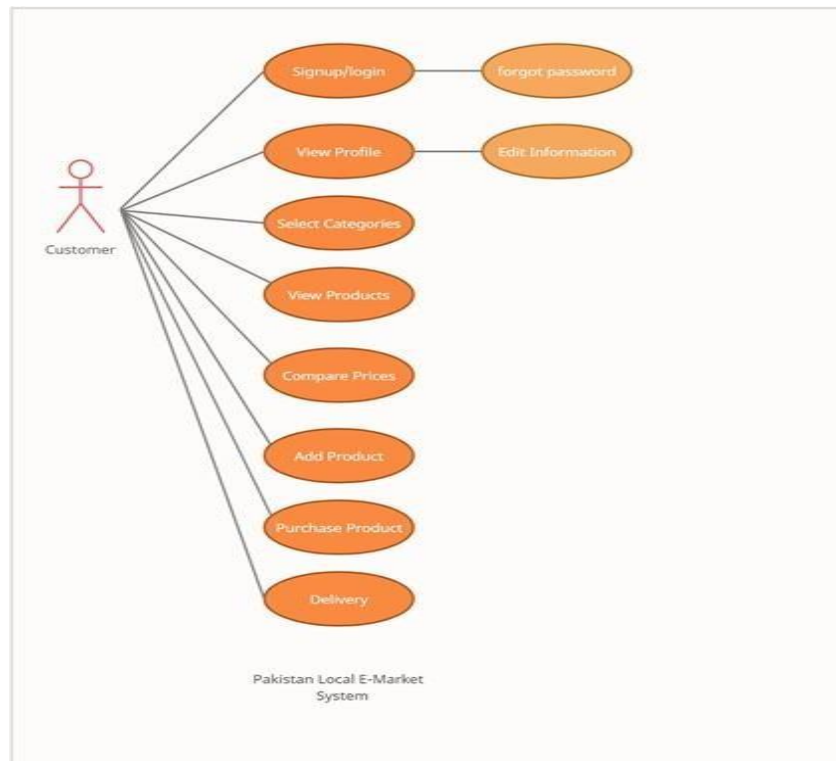 Signup/login
forgot password
View Profile
Edit Information
Customer
Select Categories
View Products
Compare Prices
Add Product
Purchase Product
Delivery
Pakistan Local E-Market
System